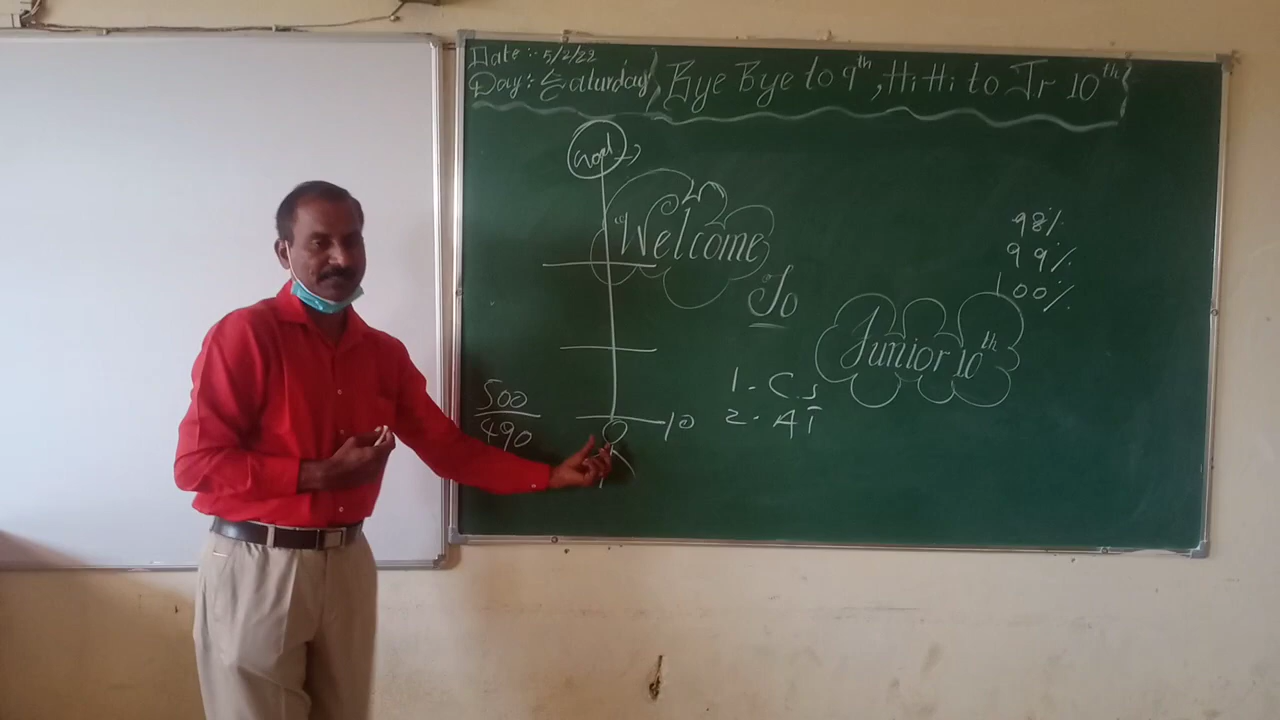 Date:- 5/2/22
Day:- Saturday
Bye Bye to 9th, Hi Hi to Jr 10th
Goal
Welcome
To
Junior 10th
98%
99%
100%
1. C.s
2. AI
500
490
10